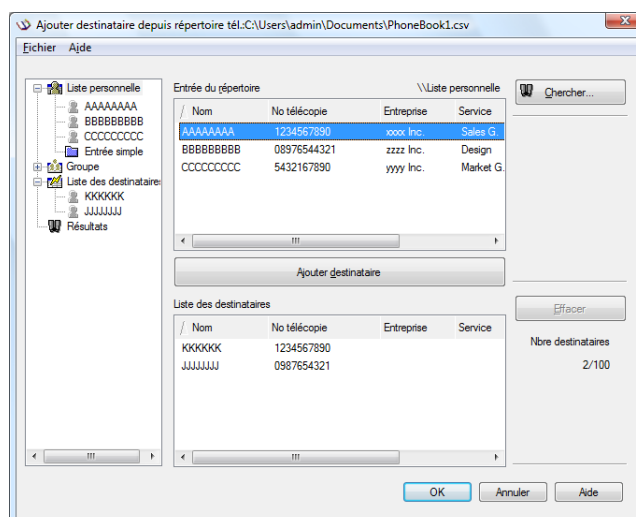 Ajouter destinataire depuis répertoire tél.:C:\Users\admin\Documents\PhoneBook1.csv
Fichier Aide
Liste personnelle
AAAAAAAA
BBBBBBBBB
CCCCCCCCC
Entrée simple
Groupe
Liste des destinataire
KKKKKK
JJJJJJJJ
Résultats
Entrée du répertoire \\Liste personnelle
/ Nom No télécopie Entreprise Service
AAAAAAAA 1234567890 xxxx Inc. Sales G.
BBBBBBBBB 08976544321 zzzz Inc. Design
CCCCCCCCC 5432167890 yyyy Inc. Market G.
Ajouter destinataire
Liste des destinataires
/ Nom No télécopie Entreprise Service
KKKKKK 1234567890
JJJJJJJJ 0987654321
Chercher...
Effacer
Nbre destinataires
2/100
OK Annuler Aide